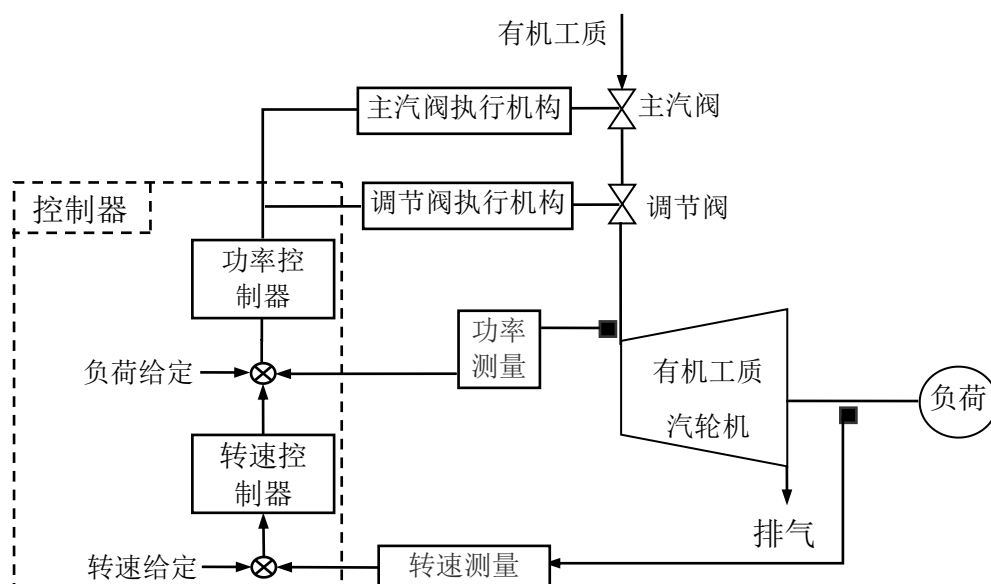 有机工质
主汽阀执行机构
主汽阀
控制器
调节阀执行机构
调节阀
功率控
制器
功率
测量
负荷给定
有机工质
汽轮机
负荷
转速控
制器
排气
转速给定
转速测量